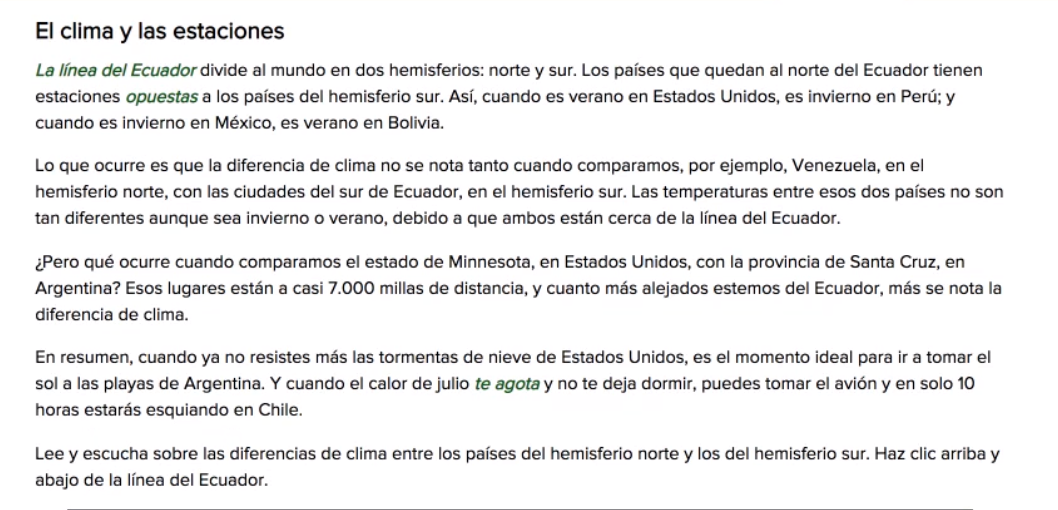 El clima y las estaciones
La línea del Ecuador divide al mundo en dos hemisferios: norte y sur. Los países que quedan al norte del Ecuador tienen
estaciones opuestas a los países del hemisferio sur. Así, cuando es verano en Estados Unidos, es invierno en Perú; y
cuando es invierno en México, es verano en Bolivia.
Lo que ocurre es que la diferencia de clima no se nota tanto cuando comparamos, por ejemplo, Venezuela, en el
hemisferio norte, con las ciudades del sur de Ecuador, en el hemisferio sur. Las temperaturas entre esos dos países no son
tan diferentes aunque sea invierno o verano, debido a que ambos están cerca de la línea del Ecuador.
¿Pero qué ocurre cuando comparamos el estado de Minnesota, en Estados Unidos, con la provincia de Santa Cruz, en
Argentina? Esos lugares están a casi 7.000 millas de distancia, y cuanto más alejados estemos del Ecuador, más se nota la
diferencia de clima.
En resumen, cuando ya no resistes más las tormentas de nieve de Estados Unidos, es el momento ideal para ir a tomar el
sol a las playas de Argentina. Y cuando el calor de julio te agota y no te deja dormir, puedes tomar el avión y en solo 10
horas estarás esquiando en Chile.
Lee y escucha sobre las diferencias de clima entre los países del hemisferio norte y los del hemisferio sur. Haz clic arriba y
abajo de la línea del Ecuador.